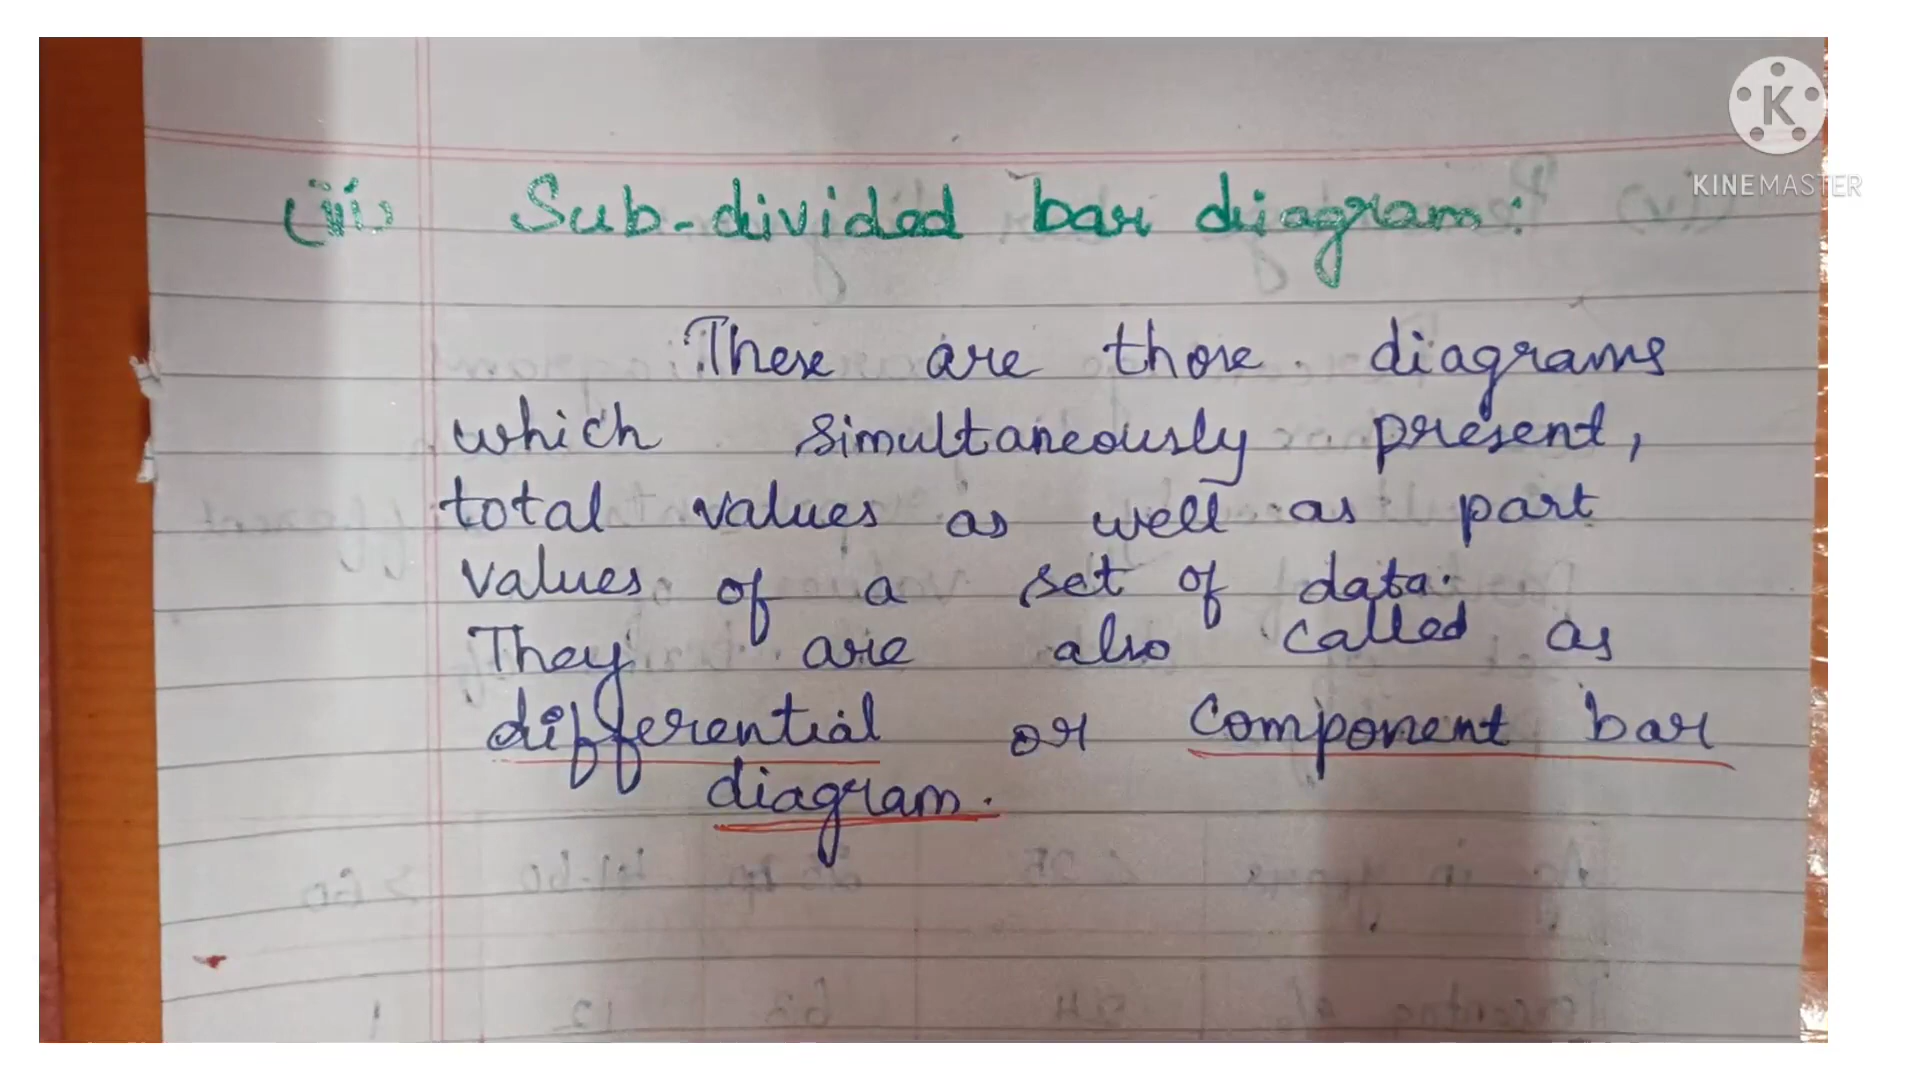 KINEMASTER
(iii) Sub-divided bar diagram:
These are those diagrams
which simultaneously present,
total values as well as part
values of a set of data.
They are also called as
differential or component bar
diagram.